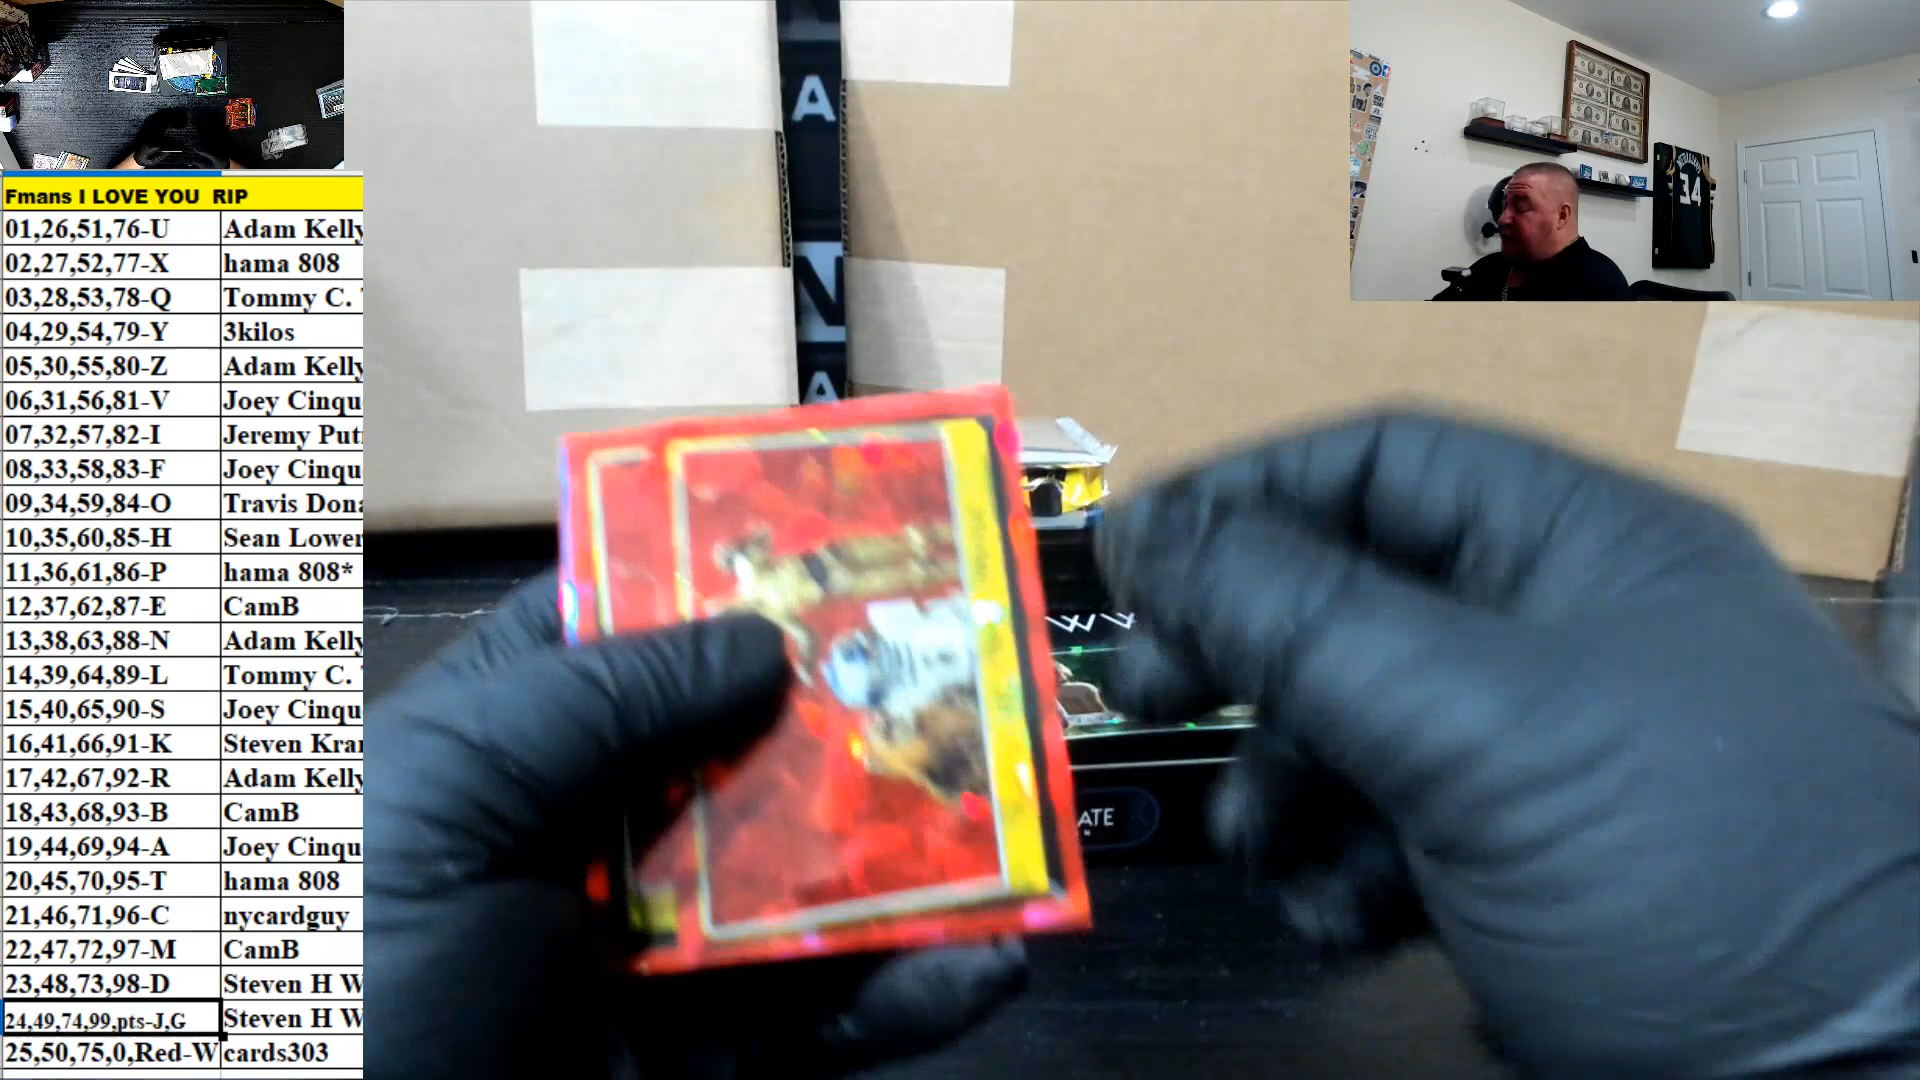 Fmans I LOVE YOU RIP
01,26,51,76-U Adam Kelly
02,27,52,77-X hama 808
03,28,53,78-Q Tommy C.
04,29,54,79-Y 3kilos
05,30,55,80-Z Adam Kelly
06,31,56,81-V Joey Cinqu
07,32,57,82-I Jeremy Put
08,33,58,83-F Joey Cinqu
09,34,59,84-O Travis Dona
10,35,60,85-H Sean Lower
11,36,61,86-P hama 808*
12,37,62,87-E CamB
13,38,63,88-N Adam Kelly
14,39,64,89-L Tommy C.
15,40,65,90-S Joey Cinqu
16,41,66,91-K Steven Kra
17,42,67,92-R Adam Kelly
18,43,68,93-B CamB
19,44,69,94-A Joey Cinqu
20,45,70,95-T hama 808
21,46,71,96-C nycardguy
22,47,72,97-M CamB
23,48,73,98-D Steven H W
24,49,74,99,pts-J,G Steven H W
25,50,75,0,Red-W cards303
A
N
A
34
ATE